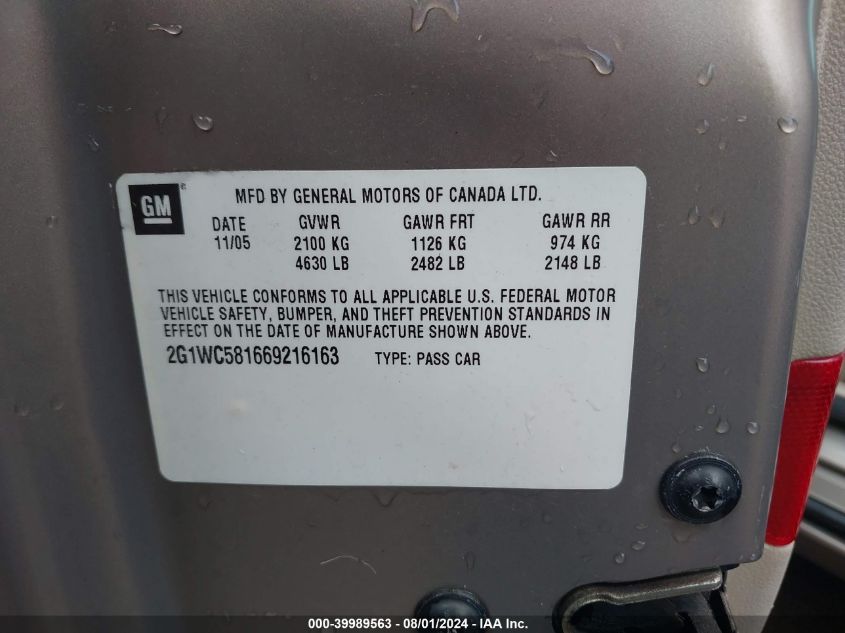 GM
MFD BY GENERAL MOTORS OF CANADA LTD.
DATE GVWR GAWR FRT GAWR RR
11/05 2100 KG 1126 KG 974 KG
4630 LB 2482 LB 2148 LB
THIS VEHICLE CONFORMS TO ALL APPLICABLE U.S. FEDERAL MOTOR
VEHICLE SAFETY, BUMPER, AND THEFT PREVENTION STANDARDS IN
EFFECT ON THE DATE OF MANUFACTURE SHOWN ABOVE.
2G1WC581669216163 TYPE: PASS CAR
000-39989563 - 08/01/2024 - IAA Inc.